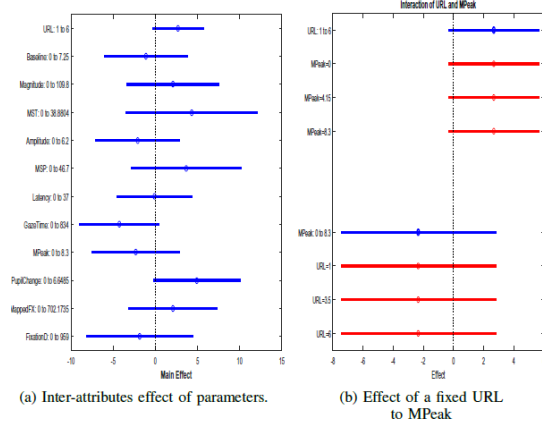 Interaction of URL and MPeak
URL: 1 to 6
Baseline: 0 to 7.25
Magnitude: 0 to 109.8
MST: 0 to 38.8804
Amplitude: 0 to 6.2
MSP: 0 to 46.7
Latency: 0 to 37
GazeTime: 0 to 834
MPeak: 0 to 8.3
PupilChange: 0 to 6.6485
MappedFX: 0 to 702.1735
FixationD: 0 to 959
-10 -5 0 5 10 15
Main Effect
(a) Inter-attributes effect of parameters.
URL: 1 to 6
MPeak=0
MPeak=4.15
MPeak=8.3
MPeak: 0 to 8.3
URL=1
URL=3.5
URL=6
-8 -6 -4 -2 0 2 4
Effect
(b) Effect of a fixed URL
to MPeak